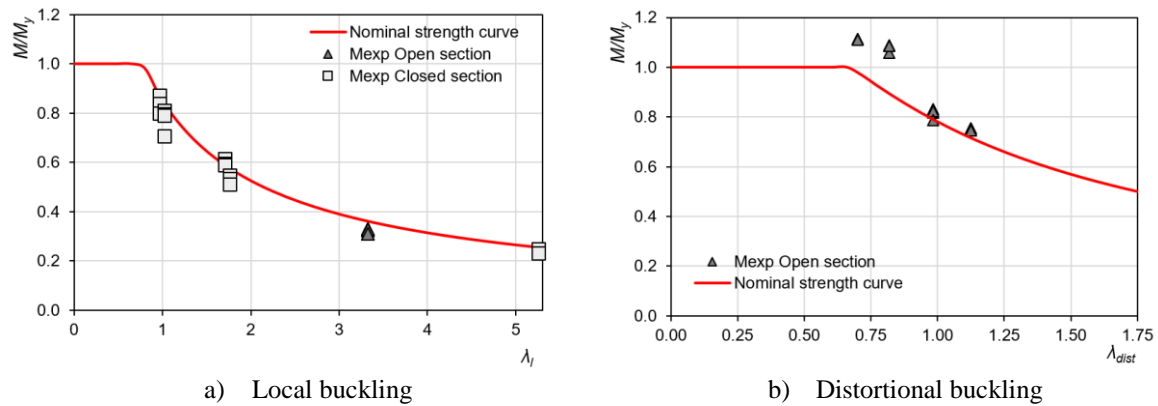 M/My
1.2
1.0
0.8
0.6
0.4
0.2
0.0
0 1 2 3 4 5
λl
Nominal strength curve
Mexp Open section
Mexp Closed section
a) Local buckling
M/My
1.2
1.0
0.8
0.6
0.4
0.2
0.0
0.00 0.25 0.50 0.75 1.00 1.25 1.50 1.75
λdist
Mexp Open section
Nominal strength curve
b) Distortional buckling